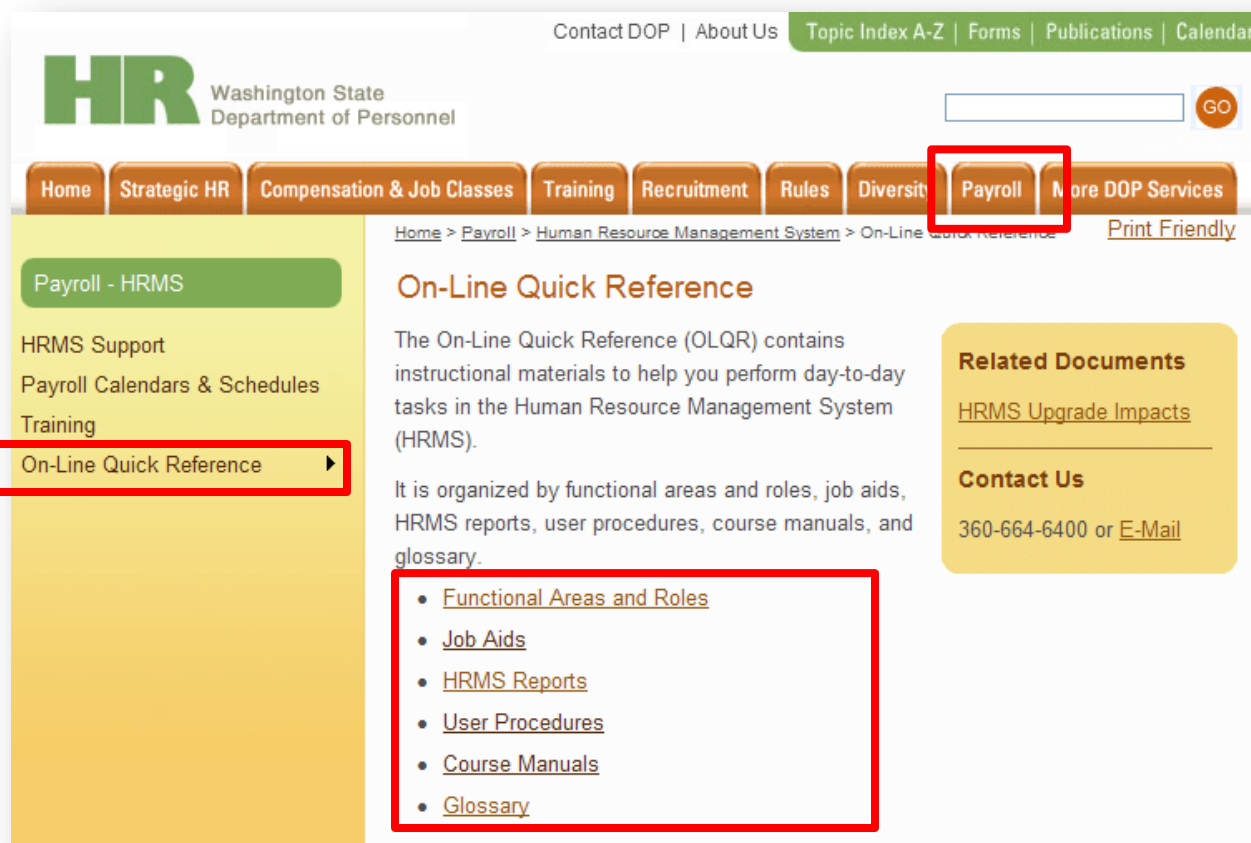 Contact DOP | About Us Topic Index A-Z | Forms | Publications | Calendar
HR Washington State
Department of Personnel
GO
Home Strategic HR Compensation & Job Classes Training Recruitment Rules Diversity Payroll More DOP Services
Home > Payroll > Human Resource Management System > On-Line Quick Reference Print Friendly
Payroll - HRMS
HRMS Support
Payroll Calendars & Schedules
Training
On-Line Quick Reference
On-Line Quick Reference
The On-Line Quick Reference (OLQR) contains
instructional materials to help you perform day-to-day
tasks in the Human Resource Management System
(HRMS).
It is organized by functional areas and roles, job aids,
HRMS reports, user procedures, course manuals, and
glossary.
• Functional Areas and Roles
• Job Aids
• HRMS Reports
• User Procedures
• Course Manuals
• Glossary
Related Documents
HRMS Upgrade Impacts
Contact Us
360-664-6400 or E-Mail